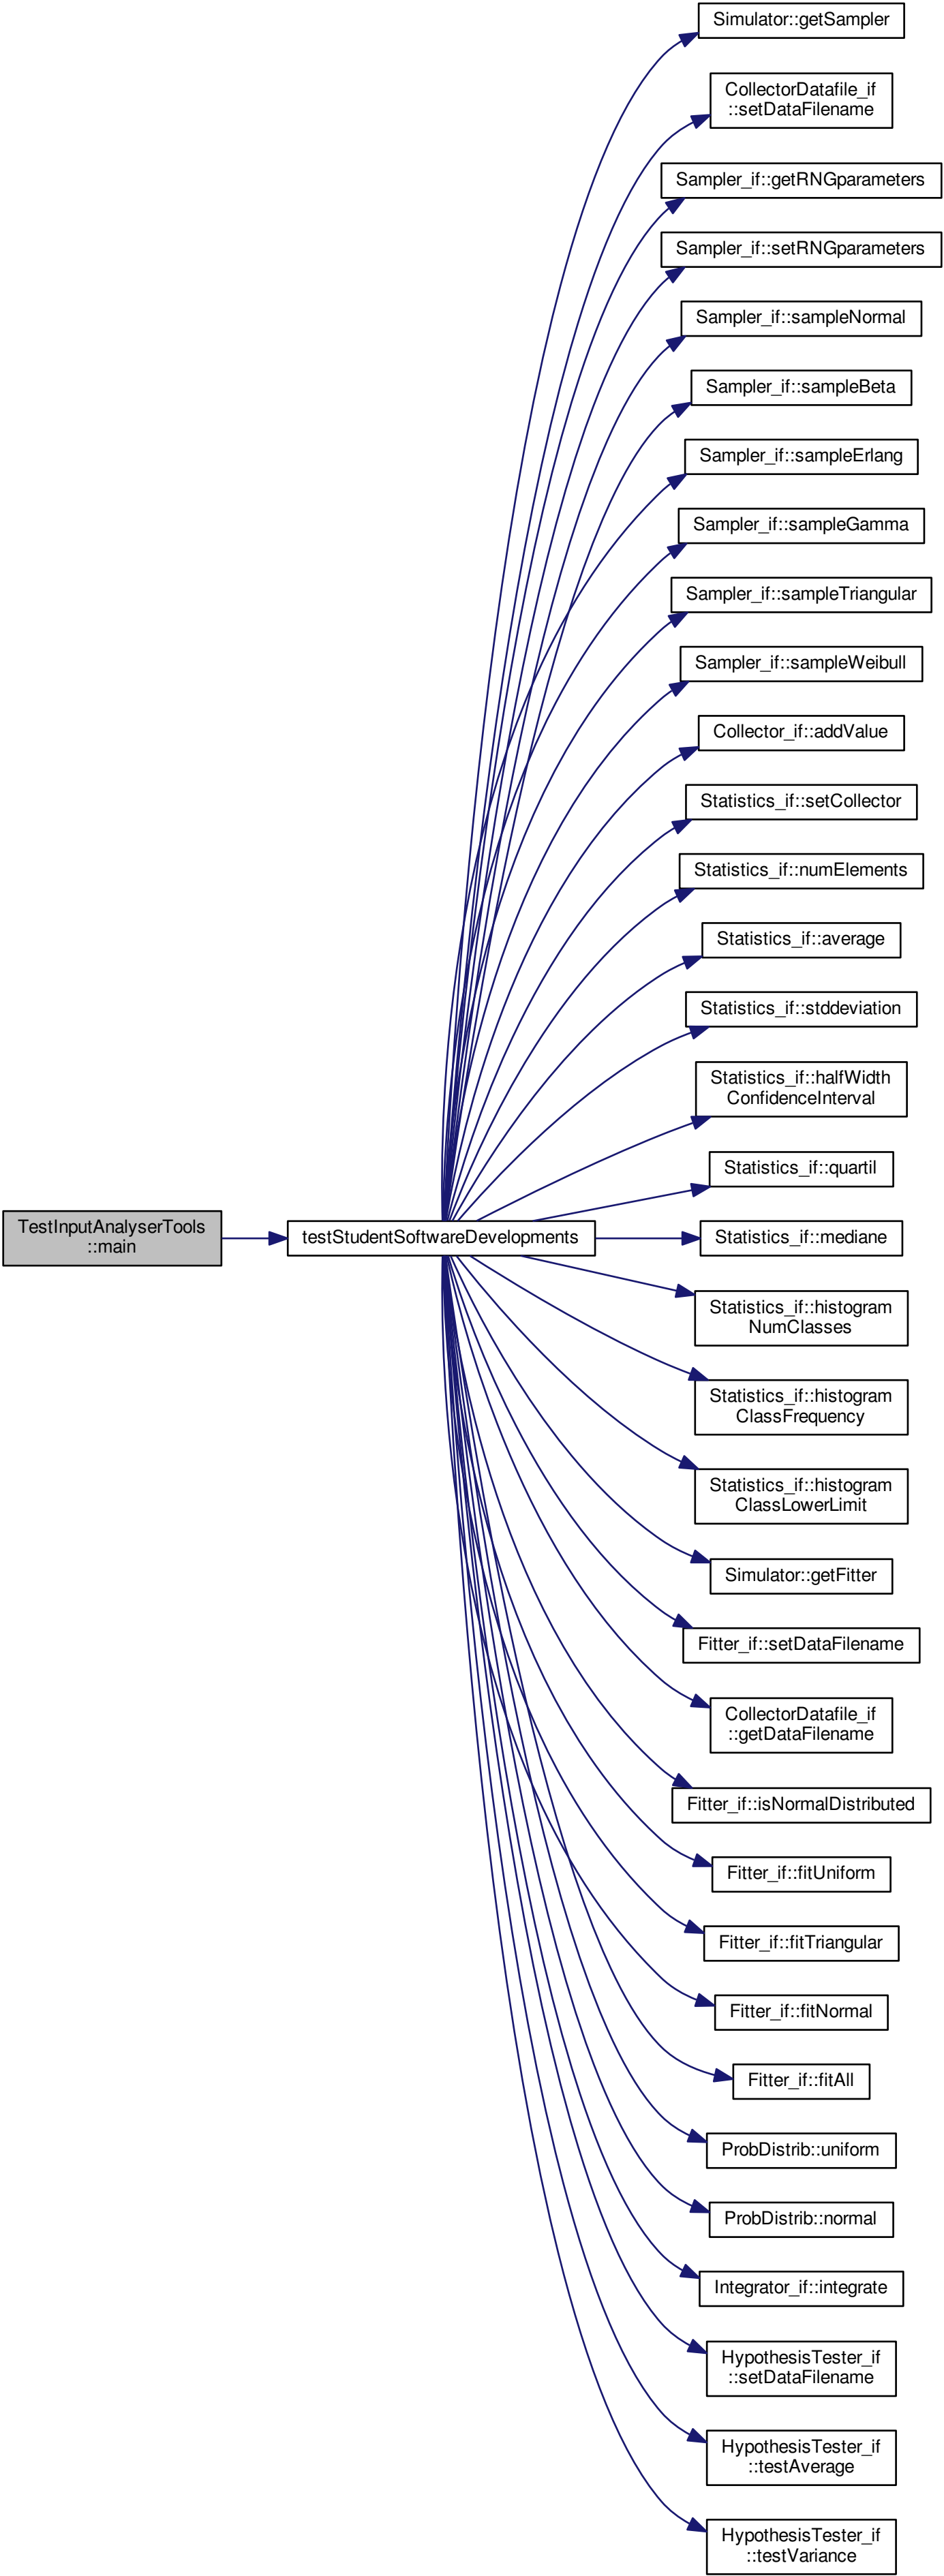 Simulator::getSampler
CollectorDatafile_if
::setDataFilename
Sampler_if::getRNGparameters
Sampler_if::setRNGparameters
Sampler_if::sampleNormal
Sampler_if::sampleBeta
Sampler_if::sampleErlang
Sampler_if::sampleGamma
Sampler_if::sampleTriangular
Sampler_if::sampleWeibull
Collector_if::addValue
Statistics_if::setCollector
Statistics_if::numElements
Statistics_if::average
Statistics_if::stddeviation
Statistics_if::halfWidth
ConfidenceInterval
Statistics_if::quartil
TestInputAnalyserTools
::main
testStudentSoftwareDevelopments
Statistics_if::mediane
Statistics_if::histogram
NumClasses
Statistics_if::histogram
ClassFrequency
Statistics_if::histogram
ClassLowerLimit
Simulator::getFitter
Fitter_if::setDataFilename
CollectorDatafile_if
::getDataFilename
Fitter_if::isNormalDistributed
Fitter_if::fitUniform
Fitter_if::fitTriangular
Fitter_if::fitNormal
Fitter_if::fitAll
ProbDistrib::uniform
ProbDistrib::normal
Integrator_if::integrate
HypothesisTester_if
::setDataFilename
HypothesisTester_if
::testAverage
HypothesisTester_if
::testVariance